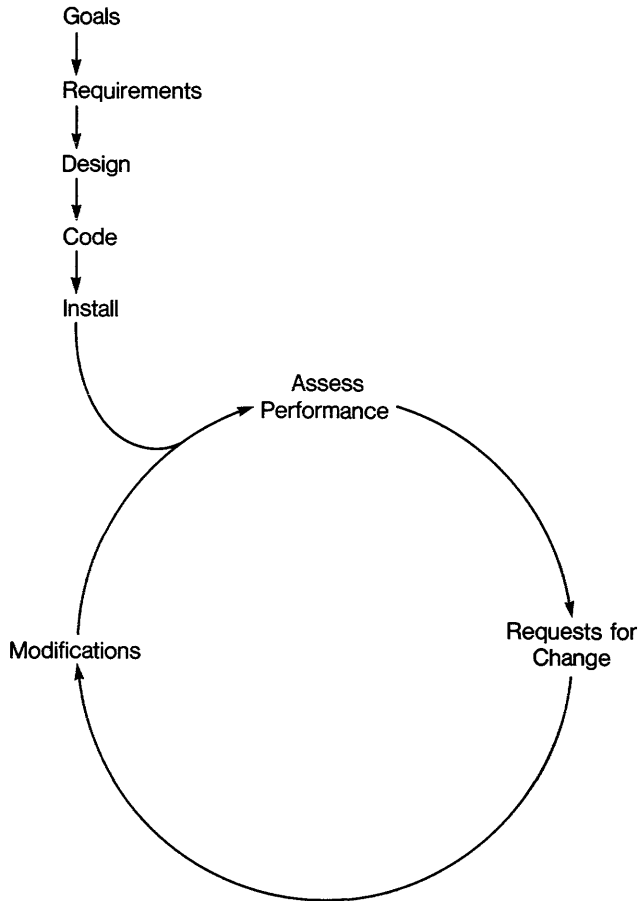 Goals
Requirements
Design
Code
Install
Assess
Performance
Requests for
Change
Modifications